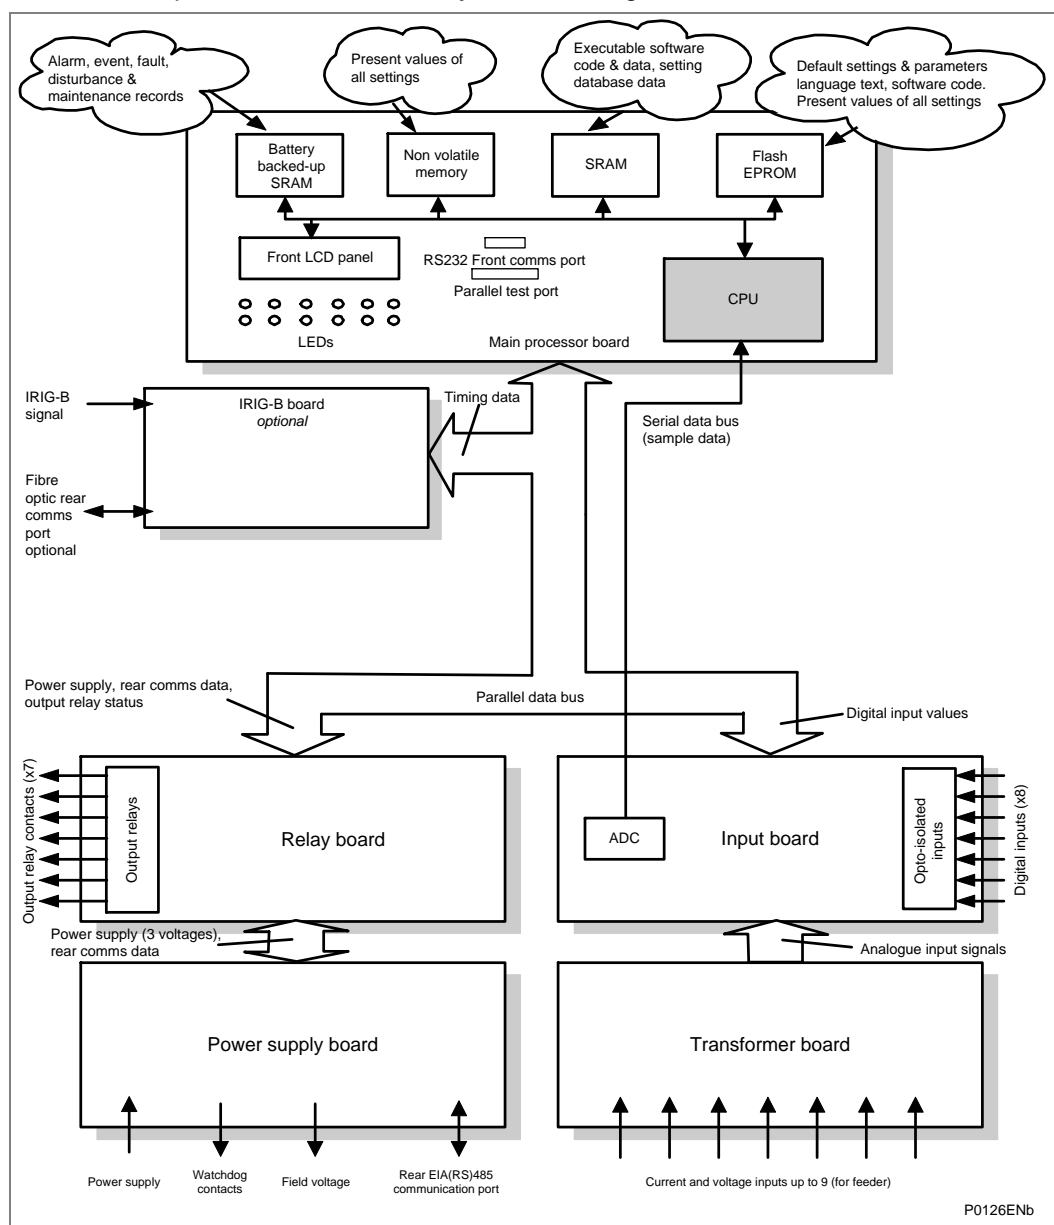 Alarm, event, fault,
disturbance &
maintenance records
Present values of
all settings
Executable software
code & data, setting
database data
Default settings & parameters
language text, software code.
Present values of all settings
Battery
backed-up
SRAM
Non volatile
memory
SRAM
Flash
EPROM
Front LCD panel
RS232 Front comms port
Parallel test port
CPU
LEDs
Main processor board
IRIG-B
signal
IRIG-B board
optional
Timing data
Serial data bus
(sample data)
Fibre
optic rear
comms
port
optional
Power supply, rear comms data,
output relay status
Parallel data bus
Digital input values
Output relay contacts (x7)
Output relays
Relay board
ADC
Input board
Opto-isolated
inputs
Digital inputs (x8)
Power supply (3 voltages),
rear comms data
Analogue input signals
Power supply board
Transformer board
Power supply
Watchdog
contacts
Field voltage
Rear EIA(RS)485
communication port
Current and voltage inputs up to 9 (for feeder)
P0126ENb